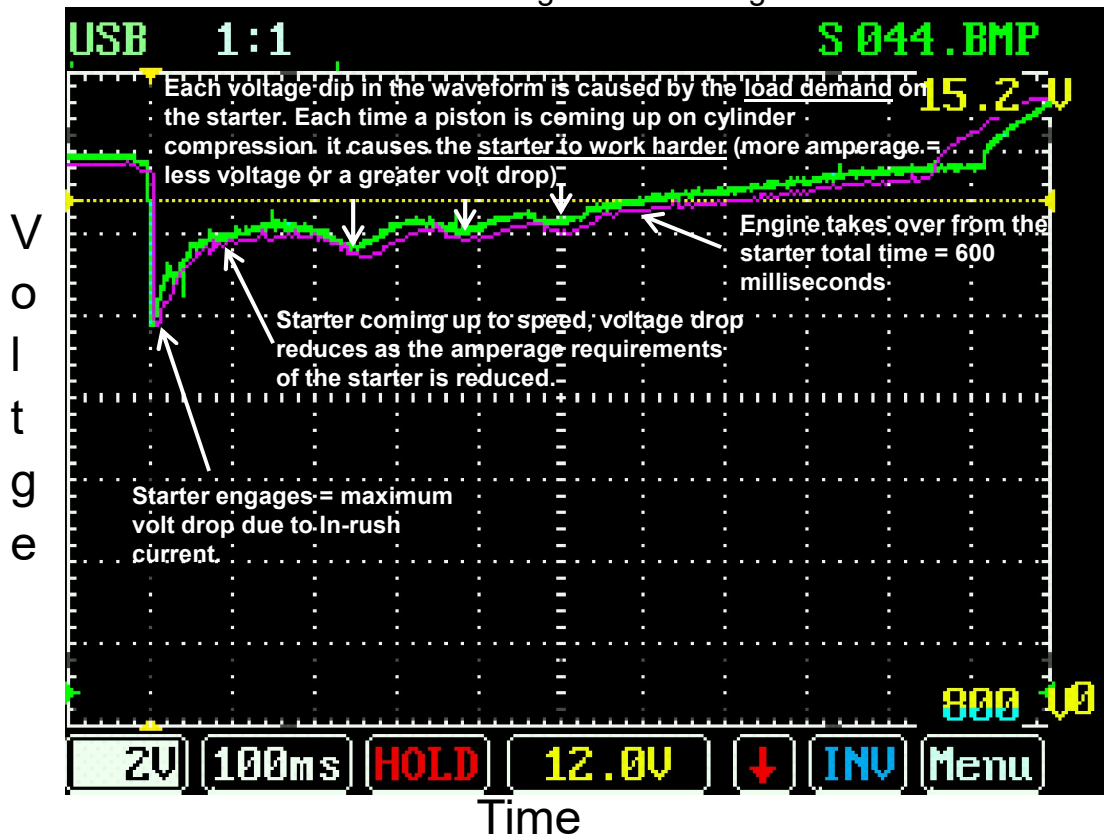 USB 1:1 S 044.BMP
15.2 V
Each voltage dip in the waveform is caused by the load demand on
the starter. Each time a piston is coming up on cylinder
compression it causes the starter to work harder (more amperage =
less voltage or a greater volt drop)
Engine takes over from the
starter total time = 600
milliseconds
Starter coming up to speed, voltage drop
reduces as the amperage requirements
of the starter is reduced.
Starter engages = maximum
volt drop due to In-rush
current.
V
o
l
t
g
e
2V 100ms HOLD 12.0V INV Menu
Time